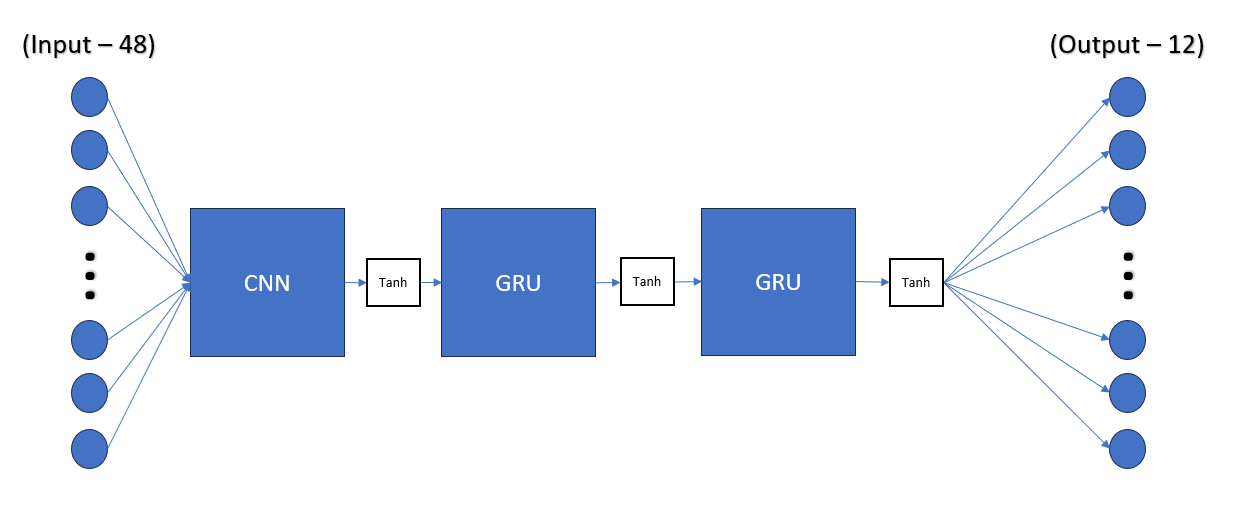 (Input – 48)
(Output – 12)
CNN
Tanh
GRU
Tanh
GRU
Tanh